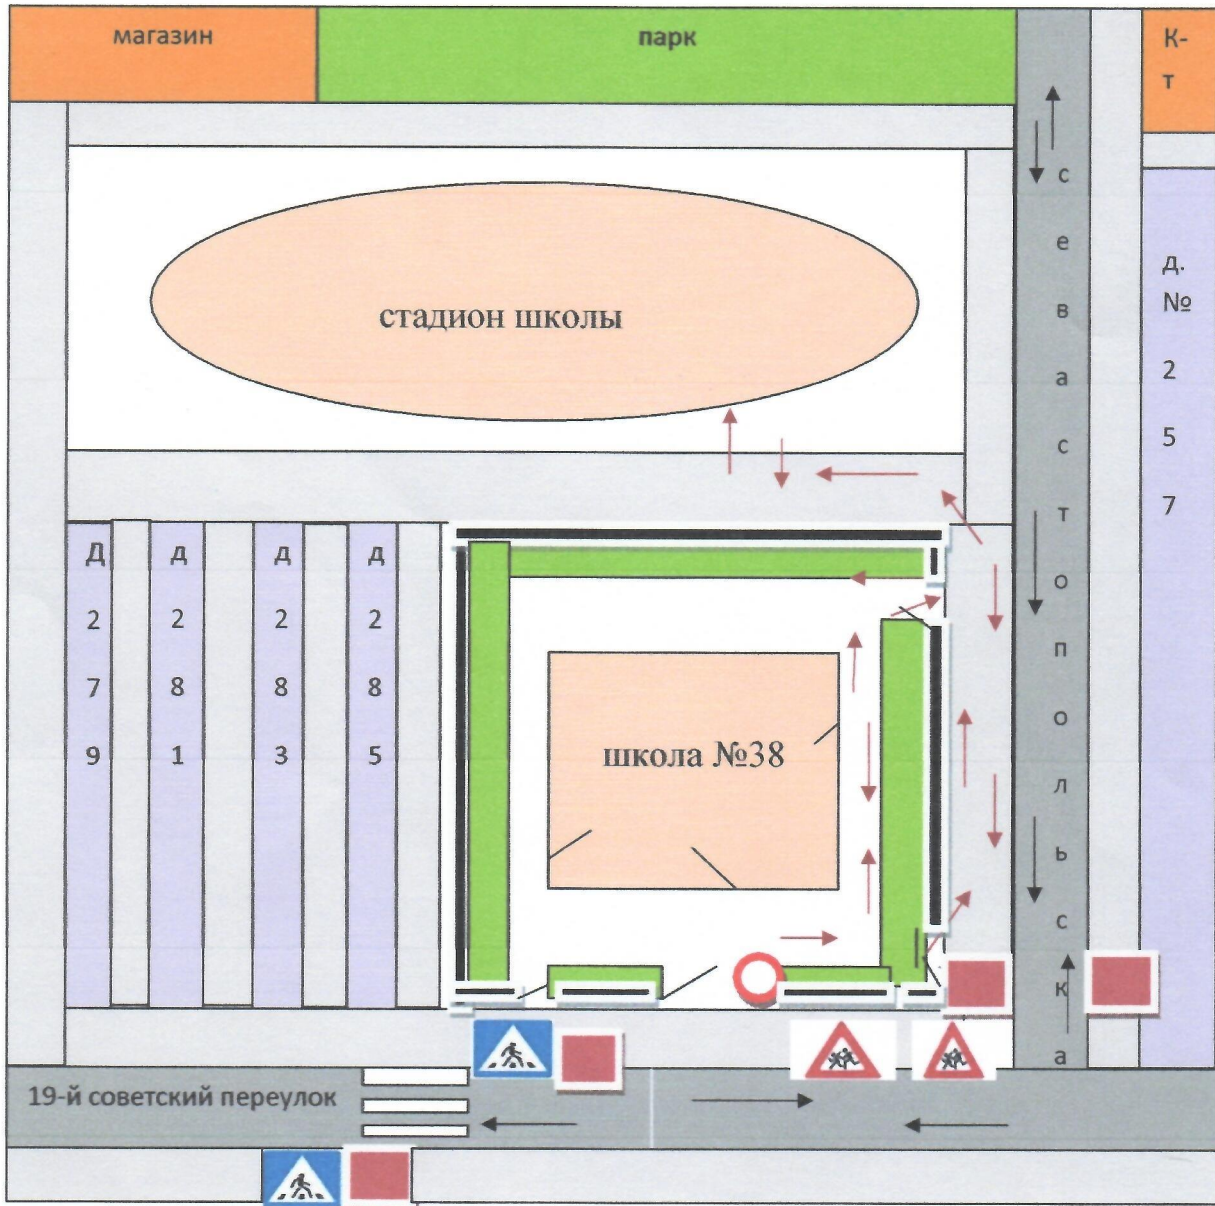 магазин
парк
К-
т
севастопольска
д.
№
2
5
7
стадион школы
Д
2
7
9
д
2
8
1
д
2
8
3
д
2
8
5
школа №38
19-й советский переулок